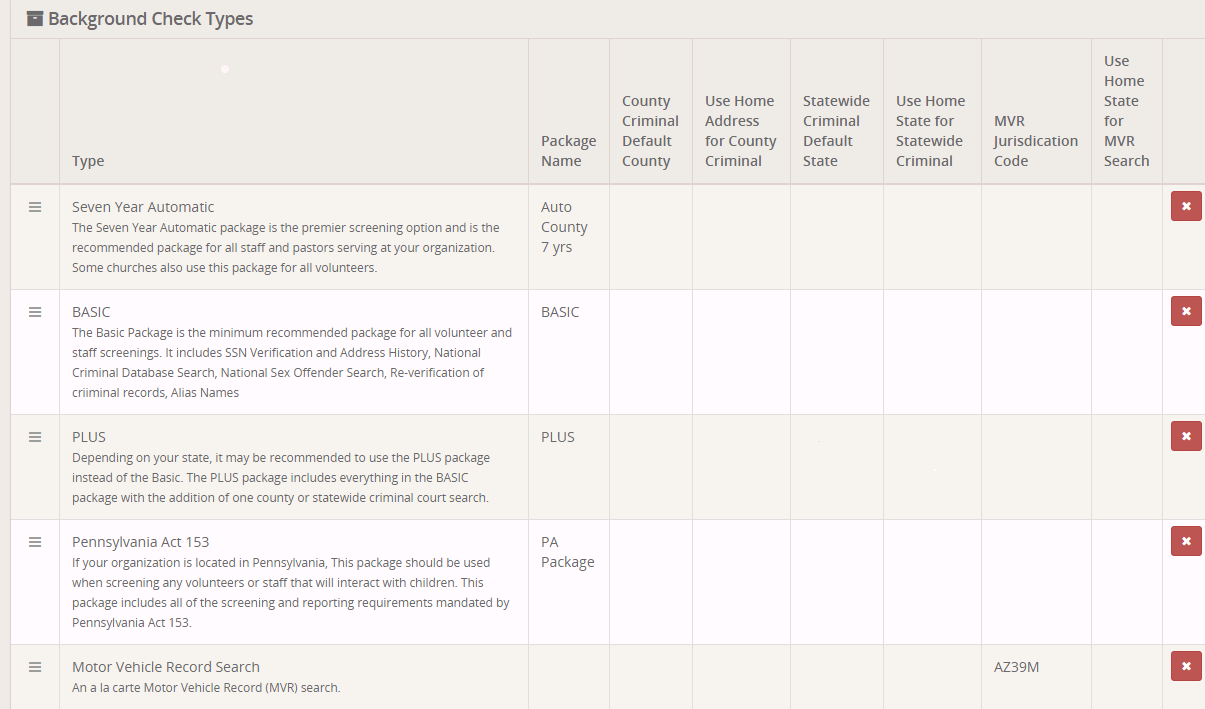 Background Check Types
Type
Package
Name
County
Criminal
Default
County
Use Home
Address
for County
Criminal
Statewide
Criminal
Default
State
Use Home
State for
Statewide
Criminal
MVR
Jurisdication
Code
Use
Home
State
for
MVR
Search
Seven Year Automatic
The Seven Year Automatic package is the premier screening option and is the
recommended package for all staff and pastors serving at your organization.
Some churches also use this package for all volunteers.
Auto
County
7 yrs
BASIC
The Basic Package is the minimum recommended package for all volunteer and
staff screenings. It includes SSN Verification and Address History, National
Criminal Database Search, National Sex Offender Search, Re-verification of
criiminal records, Alias Names
BASIC
PLUS
Depending on your state, it may be recommended to use the PLUS package
instead of the Basic. The PLUS package includes everything in the BASIC
package with the addition of one county or statewide criminal court search.
PLUS
Pennsylvania Act 153
If your organization is located in Pennsylvania, This package should be used
when screening any volunteers or staff that will interact with children. This
package includes all of the screening and reporting requirements mandated by
Pennsylvania Act 153.
PA
Package
Motor Vehicle Record Search
An a la carte Motor Vehicle Record (MVR) search.
AZ39M